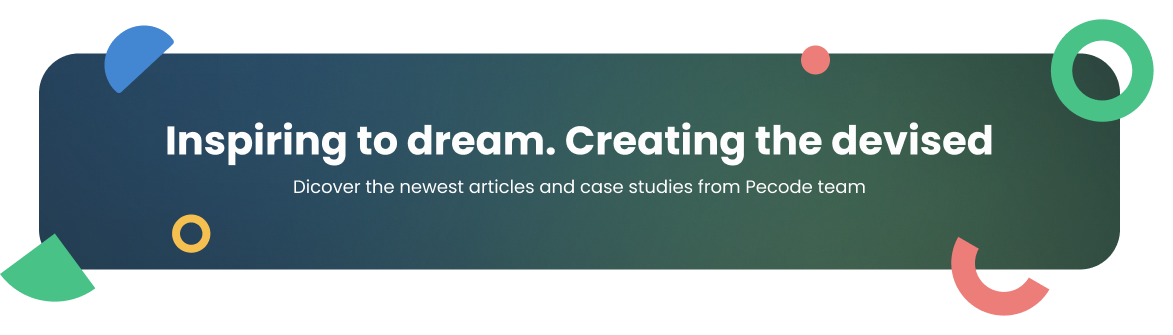 Inspiring to dream. Creating the devised
Dicover the newest articles and case studies from Pecode team